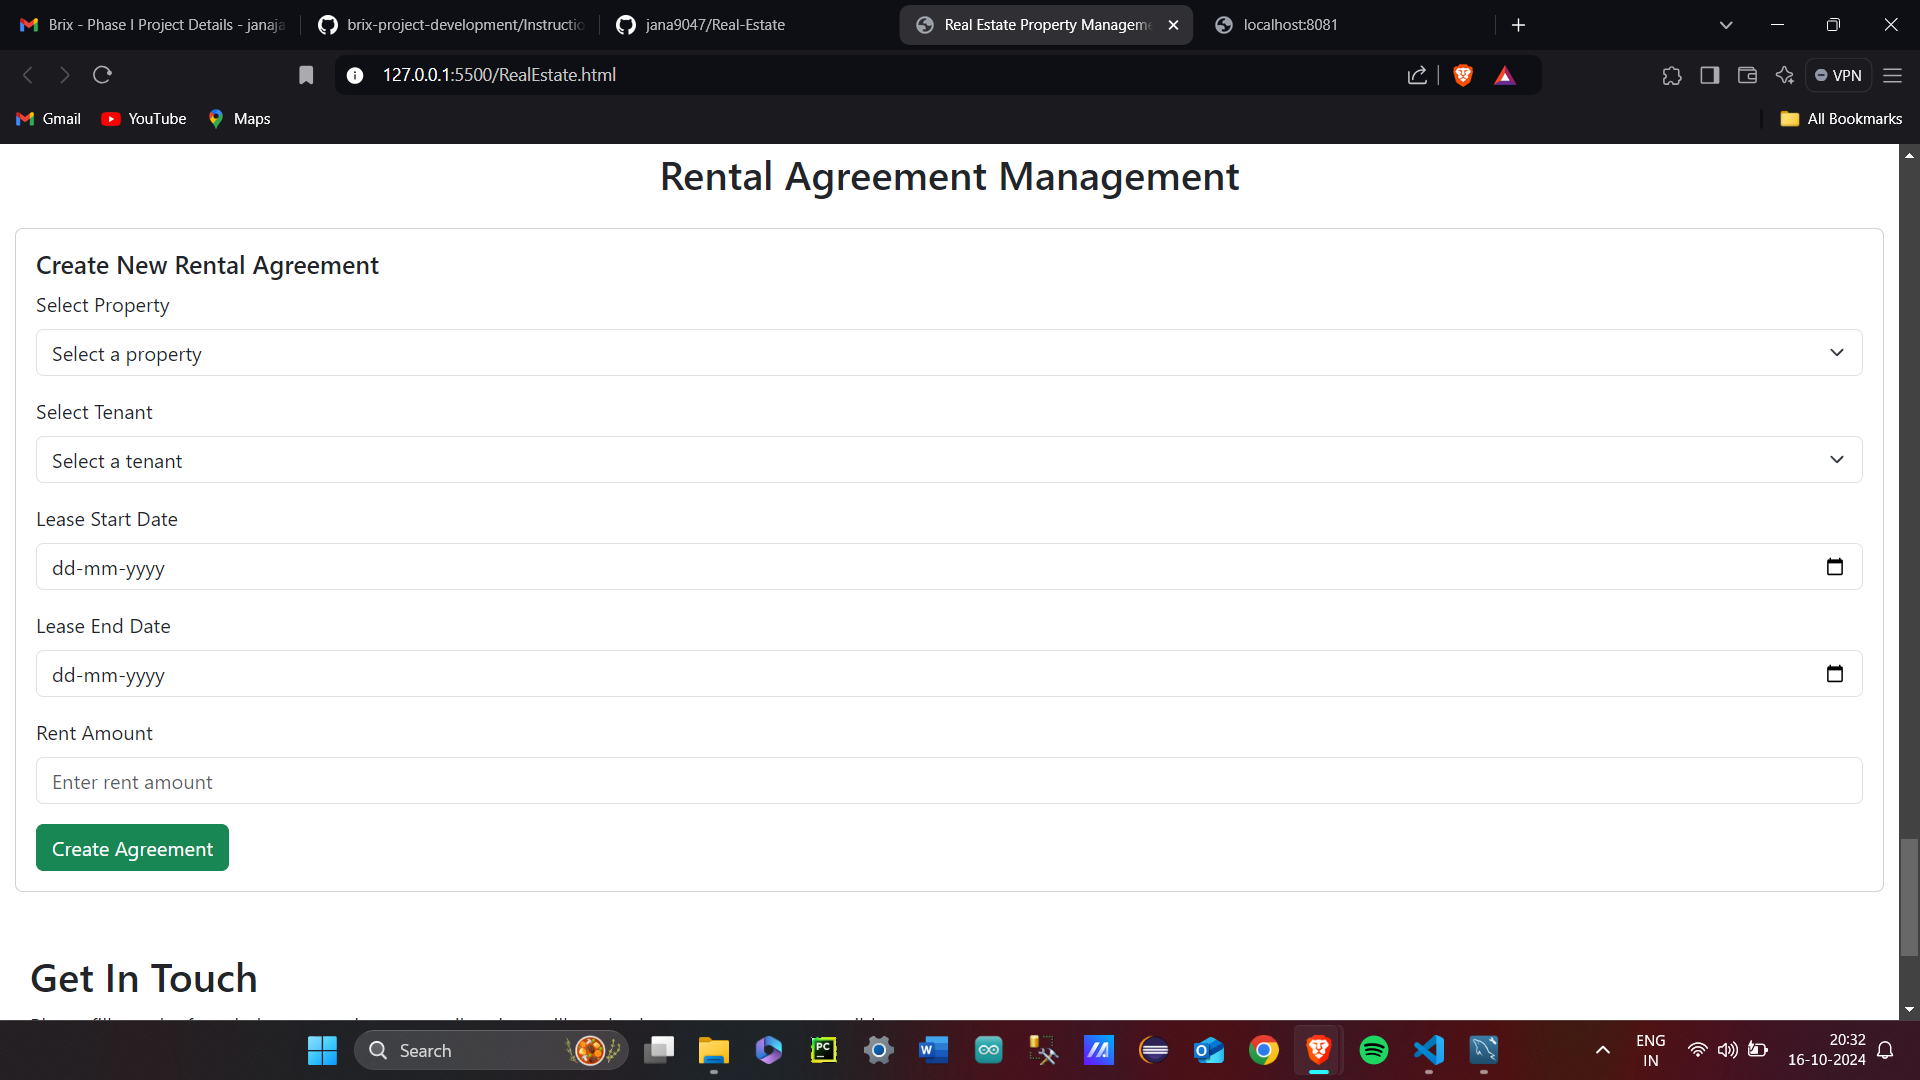 Brix - Phase I Project Details - janaja
brix-project-development/Instructio
jana9047/Real-Estate
Real Estate Property Managem
localhost:8081
127.0.0.1:5500/RealEstate.html
VPN
Gmail
YouTube
Maps
All Bookmarks
Rental Agreement Management
Create New Rental Agreement
Select Property
Select a property
Select Tenant
Select a tenant
Lease Start Date
dd-mm-yyyy
Lease End Date
dd-mm-yyyy
Rent Amount
Enter rent amount
Create Agreement
Get In Touch
Search
ENG
IN
20:32
16-10-2024